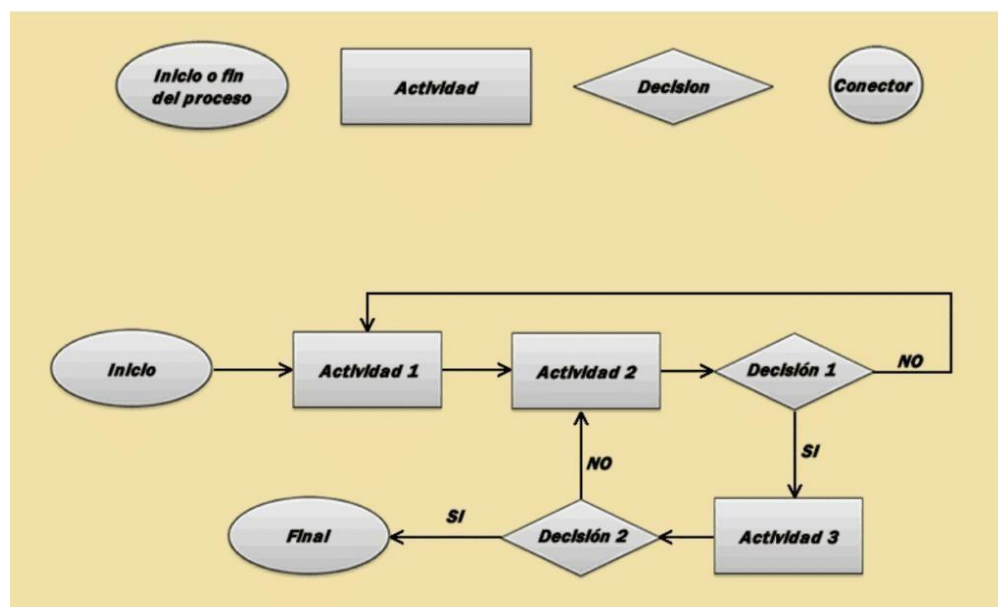 Inicio o fin
del proceso
Actividad
Decision
Conector
Inicio
Actividad 1
Actividad 2
Decisión 1
NO
SI
NO
Final
SI
Decisión 2
Actividad 3